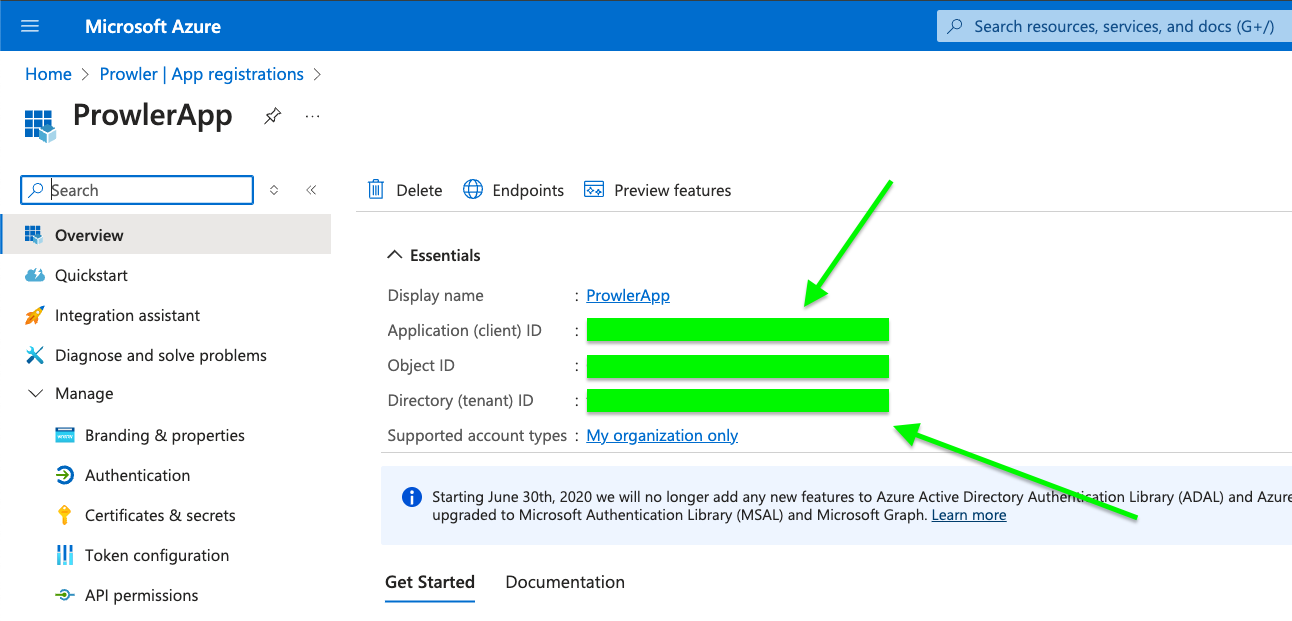 Microsoft Azure
Search resources, services, and docs (G+/)
Home > Prowler | App registrations >
ProwlerApp
...
Search
Overview
Quickstart
Integration assistant
Diagnose and solve problems
Manage
Branding & properties
www
Authentication
Certificates & secrets
Token configuration
API permissions
Delete
Endpoints
Preview features
Essentials
Display name : ProwlerApp
Application (client) ID :
Object ID :
Directory (tenant) ID :
Supported account types : My organization only
Starting June 30th, 2020 we will no longer add any new features to Azure Active Directory Authentication Library (ADAL) and Azure
upgraded to Microsoft Authentication Library (MSAL) and Microsoft Graph. Learn more
Get Started
Documentation